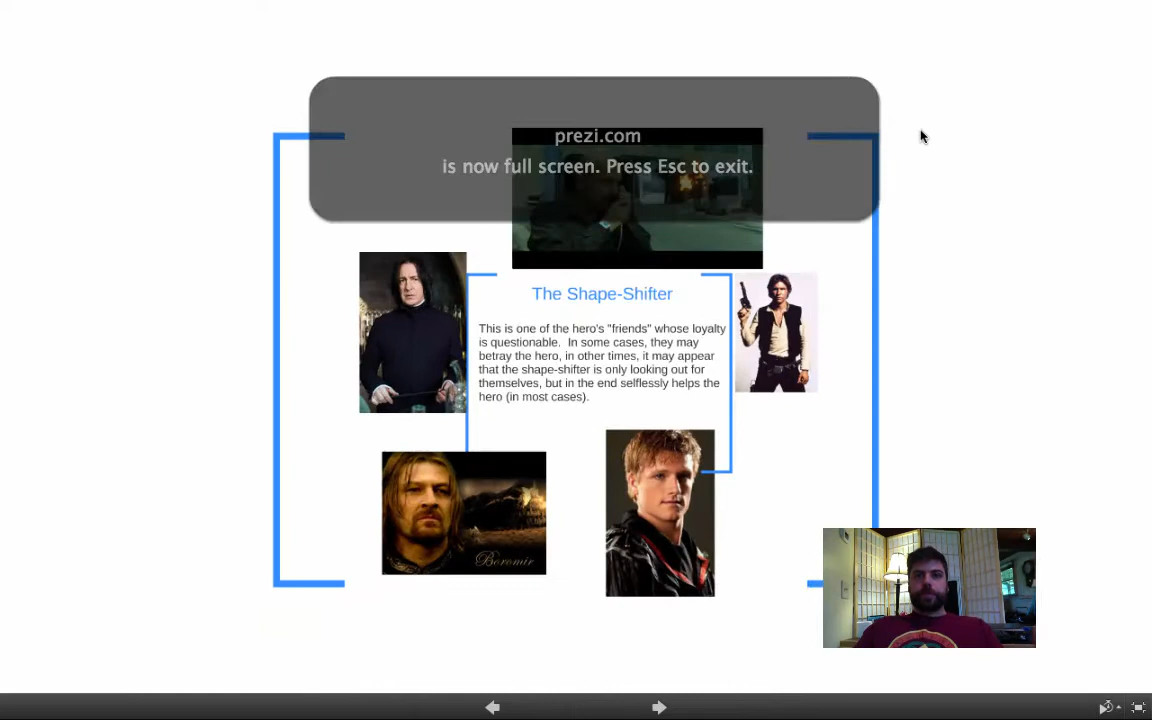 prezi.com
is now full screen. Press Esc to exit.
The Shape-Shifter
This is one of the hero's "friends" whose loyalty
is questionable.  In some cases, they may
betray the hero, in other times, it may appear
that the shape-shifter is only looking out for
themselves, but in the end selflessly helps the
hero (in most cases).
Boromir